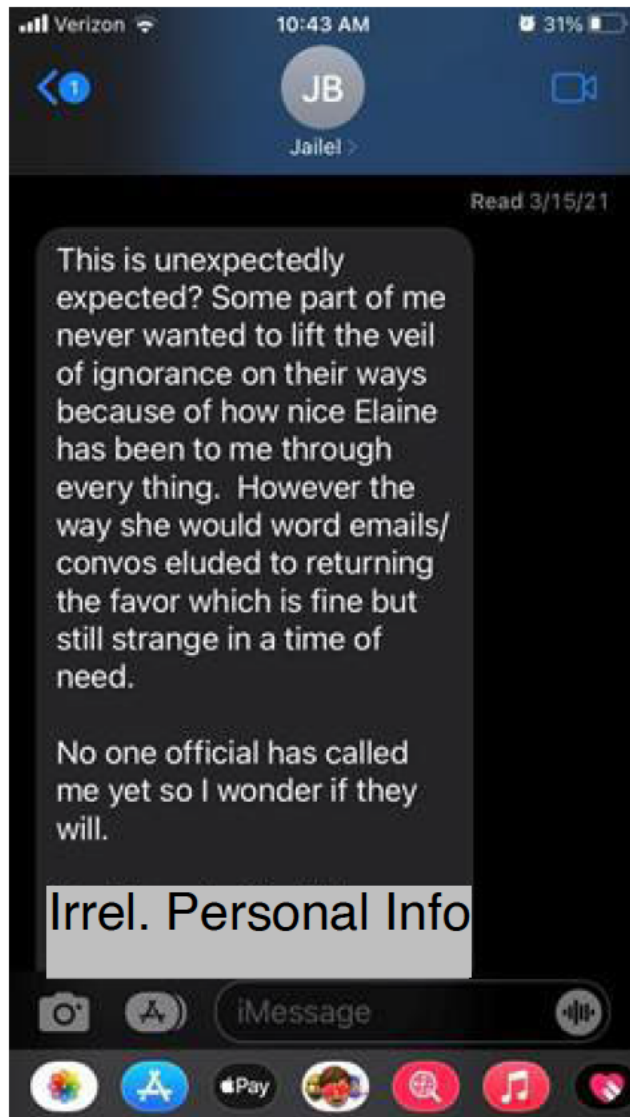 Verizon 10:43 AM 31%
1
JB
Jailel >
Read 3/15/21
This is unexpectedly
expected? Some part of me
never wanted to lift the veil
of ignorance on their ways
because of how nice Elaine
has been to me through
every thing.  However the
way she would word emails/
convos eluded to returning
the favor which is fine but
still strange in a time of
need.
No one official has called
me yet so I wonder if they
will.
Irrel. Personal Info
iMessage
Pay